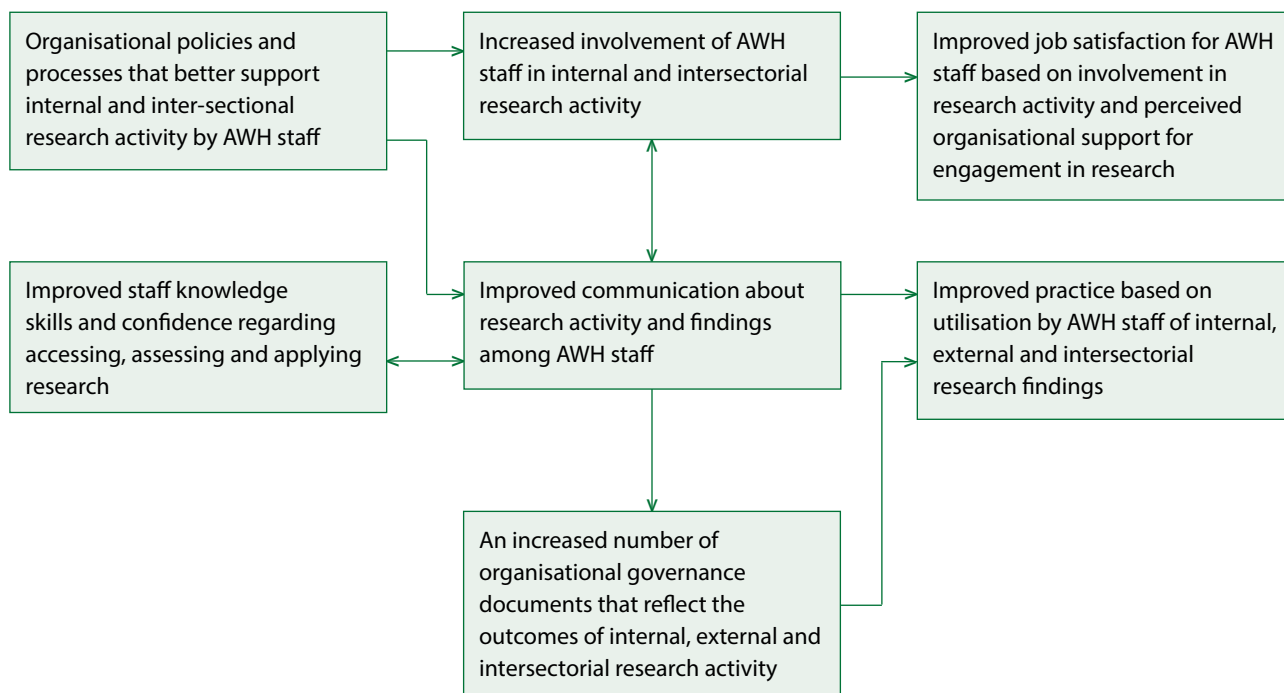 Organisational policies and
processes that better support
internal and inter-sectional
research activity by AWH staff
Increased involvement of AWH
staff in internal and intersectorial
research activity
Improved job satisfaction for AWH
staff based on involvement in
research activity and perceived
organisational support for
engagement in research
Improved staff knowledge
skills and confidence regarding
accessing, assessing and applying
research
Improved communication about
research activity and findings
among AWH staff
Improved practice based on
utilisation by AWH staff of internal,
external and intersectorial
research findings
An increased number of
organisational governance
documents that reflect the
outcomes of internal, external and
intersectorial research activity